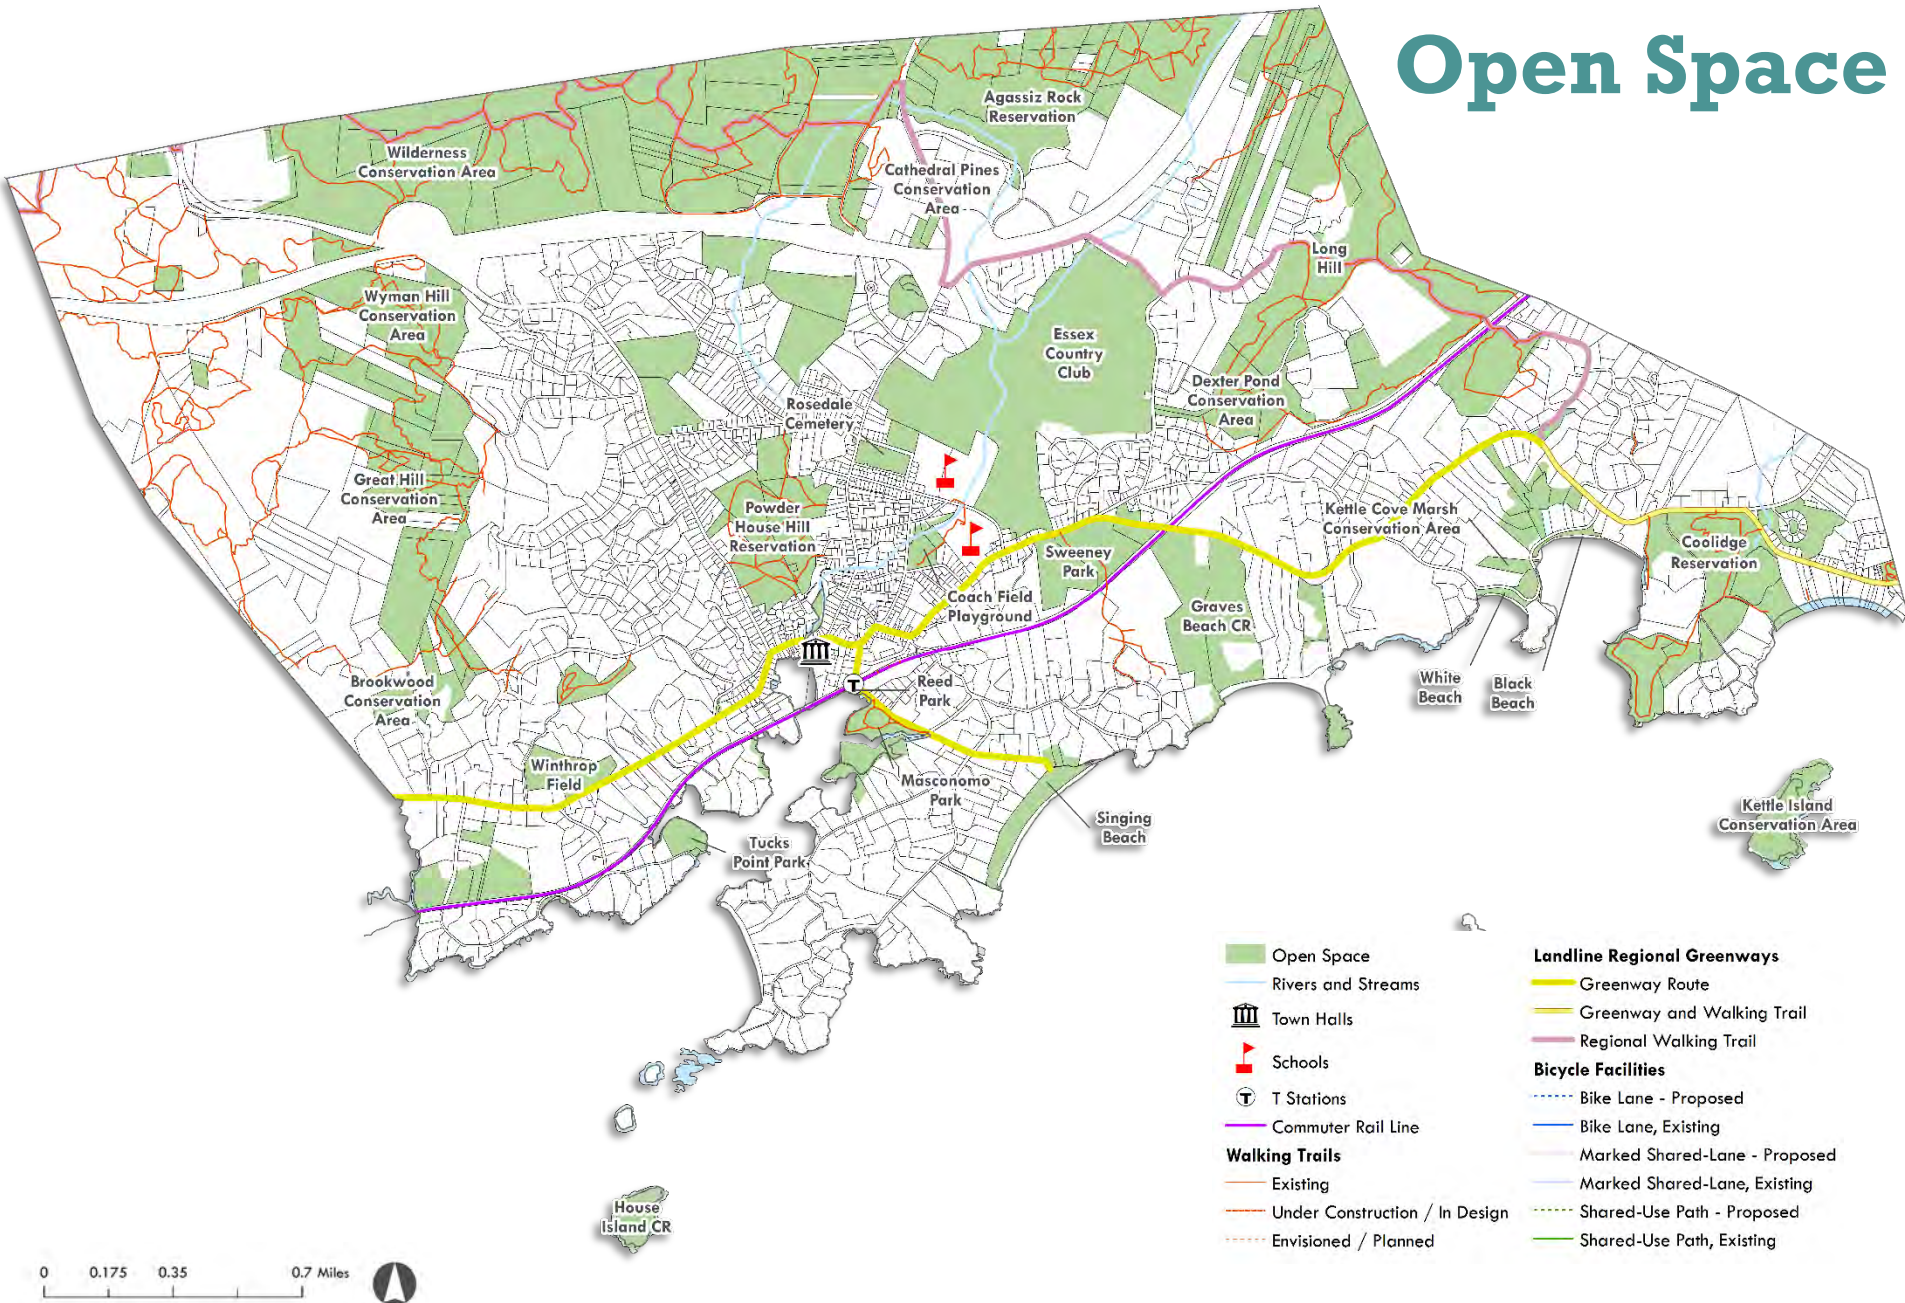 Open Space
Agassiz Rock
Reservation
Wilderness
Conservation Area
Cathedral Pines
Conservation
Area
Long
Hill
Wyman Hill
Conservation
Area
Essex
Country
Club
Dexter Pond
Conservation
Area
Rosedale
Cemetery
Great Hill
Conservation
Area
Powder
House Hill
Reservation
Kettle Cove Marsh
Conservation Area
Sweeney
Park
Coolidge
Reservation
Coach Field
Playground
Graves
Beach CR
Brookwood
Conservation
Area
T
Reed
Park
White
Beach
Black
Beach
Winthrop
Field
Masconomo
Park
Singing
Beach
Tucks
Point Park
Kettle Island
Conservation Area
House
Island CR
Open Space
Rivers and Streams
Town Halls
Schools
T
T Stations
Commuter Rail Line
Walking Trails
Existing
Under Construction / In Design
Envisioned / Planned
Landline Regional Greenways
Greenway Route
Greenway and Walking Trail
Regional Walking Trail
Bicycle Facilities
Bike Lane - Proposed
Bike Lane, Existing
Marked Shared-Lane - Proposed
Marked Shared-Lane, Existing
Shared-Use Path - Proposed
Shared-Use Path, Existing
0 0.175 0.35 0.7 Miles